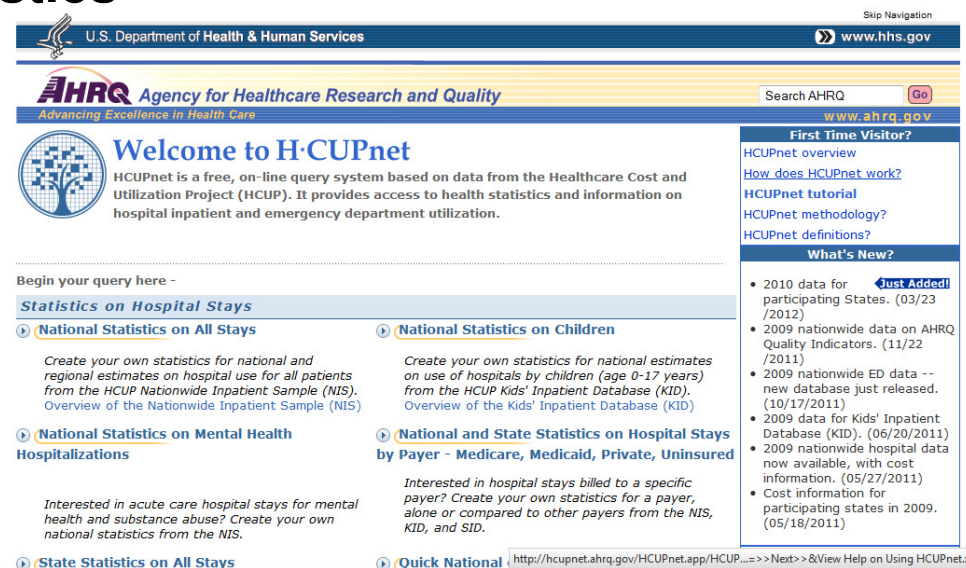 Skip Navigation
U.S. Department of Health & Human Services
www.hhs.gov
AHRQ Agency for Healthcare Research and Quality
Advancing Excellence in Health Care
Search AHRQ
Go
www.ahrq.gov
Welcome to H·CUPnet
HCUPnet is a free, on-line query system based on data from the Healthcare Cost and
Utilization Project (HCUP). It provides access to health statistics and information on
hospital inpatient and emergency department utilization.
Begin your query here -
Statistics on Hospital Stays
National Statistics on All Stays
Create your own statistics for national and
regional estimates on hospital use for all patients
from the HCUP Nationwide Inpatient Sample (NIS).
Overview of the Nationwide Inpatient Sample (NIS)
National Statistics on Children
Create your own statistics for national estimates
on use of hospitals by children (age 0-17 years)
from the HCUP Kids' Inpatient Database (KID).
Overview of the Kids' Inpatient Database (KID)
National Statistics on Mental Health
Hospitalizations
Interested in acute care hospital stays for mental
health and substance abuse? Create your own
national statistics from the NIS.
National and State Statistics on Hospital Stays
by Payer - Medicare, Medicaid, Private, Uninsured
Interested in hospital stays billed to a specific
payer? Create your own statistics for a payer,
alone or compared to other payers from the NIS,
KID, and SID.
State Statistics on All Stays
Quick National
http://hcupnet.ahrq.gov/HCUPnet.app/HCUP...=>>Next>>&View Help on Using HCUPnet.
First Time Visitor?
HCUPnet overview
How does HCUPnet work?
HCUPnet tutorial
HCUPnet methodology?
HCUPnet definitions?
What's New?
• 2010 data for Just Added!
participating States. (03/23
/2012)
• 2009 nationwide data on AHRQ
Quality Indicators. (11/22
/2011)
• 2009 nationwide ED data --
new database just released.
(10/17/2011)
• 2009 data for Kids' Inpatient
Database (KID). (06/20/2011)
• 2009 nationwide hospital data
now available, with cost
information. (05/27/2011)
• Cost information for
participating states in 2009.
(05/18/2011)